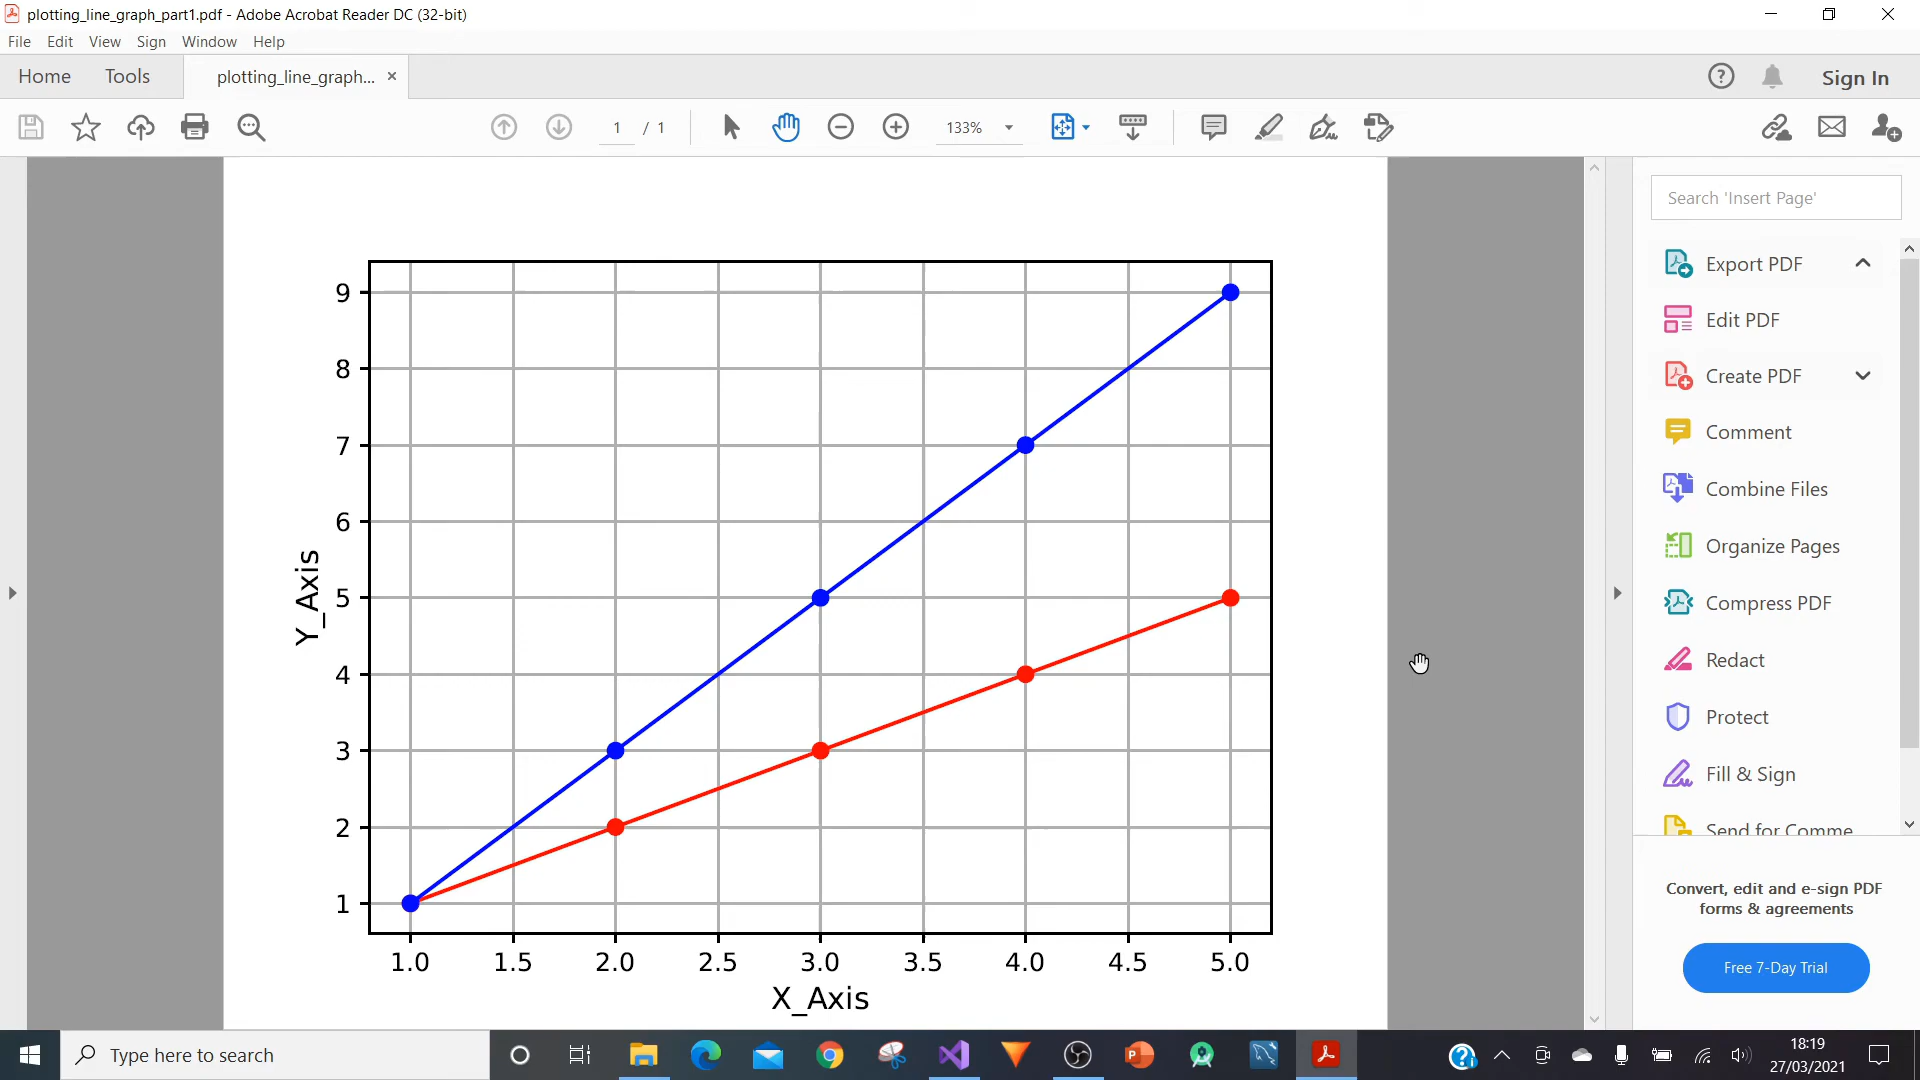 plotting_line_graph_part1.pdf - Adobe Acrobat Reader DC (32-bit)
File Edit View Sign Window Help
Home Tools plotting_line_graph... × Sign In
1 / 1 133%
Search 'Insert Page'
Export PDF
Edit PDF
Create PDF
Comment
Combine Files
Organize Pages
Compress PDF
Redact
Protect
Fill & Sign
Send for Comme
Convert, edit and e-sign PDF
forms & agreements
Free 7-Day Trial
9
8
7
6
5
4
3
2
1
Y_Axis
1.0 1.5 2.0 2.5 3.0 3.5 4.0 4.5 5.0
X_Axis
Type here to search
18:19
27/03/2021